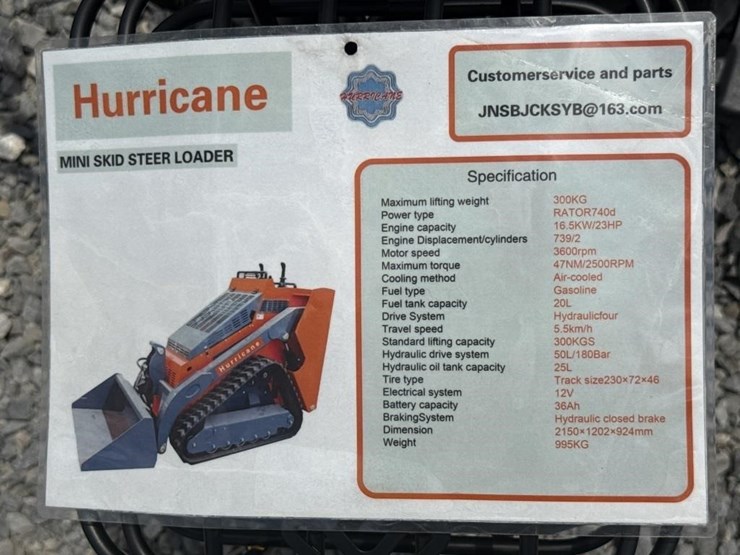 Hurricane
HURRICANE
Customerservice and parts
JNSBJCKSYB@163.com
MINI SKID STEER LOADER
Specification
Maximum lifting weight 300KG
Power type RATOR740d
Engine capacity 16.5KW/23HP
Engine Displacement/cylinders 739/2
Motor speed 3600rpm
Maximum torque 47NM/2500RPM
Cooling method Air-cooled
Fuel type Gasoline
Fuel tank capacity 20L
Drive System Hydraulicfour
Travel speed 5.5km/h
Standard lifting capacity 300KGS
Hydraulic drive system 50L/180Bar
Hydraulic oil tank capacity 25L
Tire type Track size230×72×46
Electrical system 12V
Battery capacity 36Ah
BrakingSystem Hydraulic closed brake
Dimension 2150×1202×924mm
Weight 995KG
Hurricane